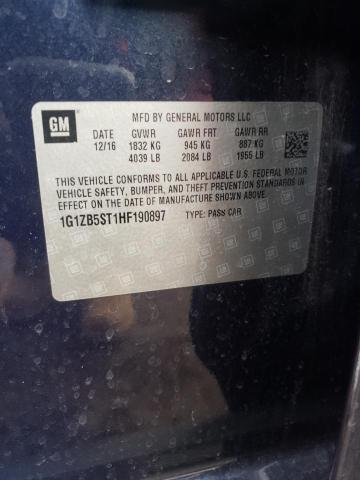 GM
MFD BY GENERAL MOTORS LLC
DATE GVWR GAWR FRT GAWR RR
12/16 1832 KG 945 KG 887 KG
4039 LB 2084 LB 1955 LB
THIS VEHICLE CONFORMS TO ALL APPLICABLE U.S. FEDERAL MOTOR
VEHICLE SAFETY, BUMPER, AND THEFT PREVENTION STANDARDS IN
EFFECT ON THE DATE OF MANUFACTURE SHOWN ABOVE.
1G1ZB5ST1HF190897 TYPE: PASS CAR